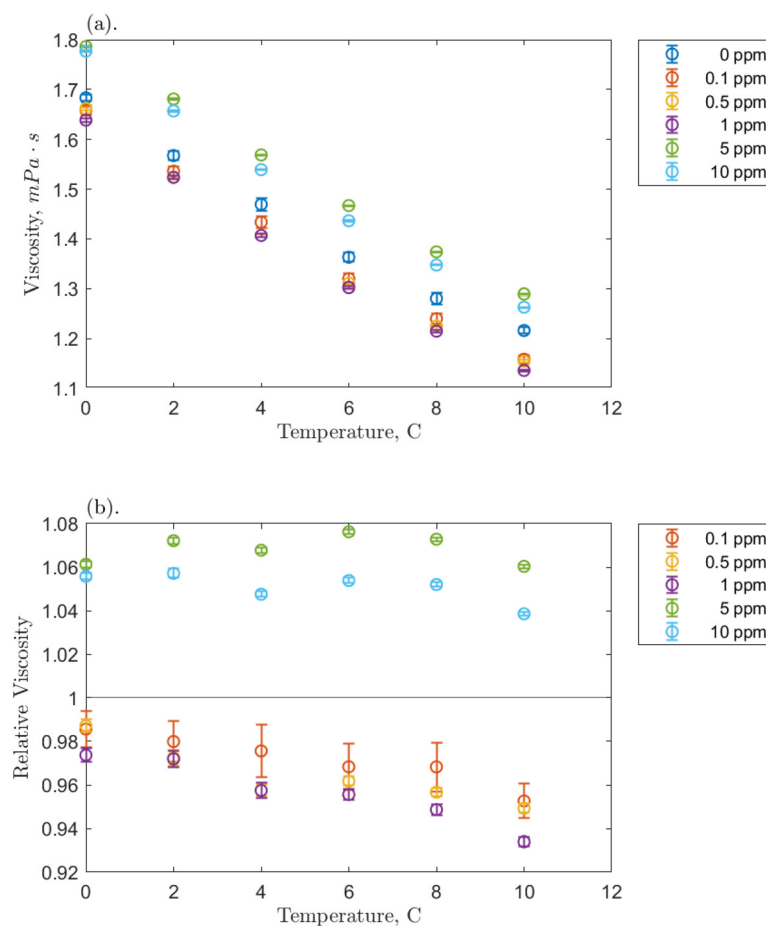 (a).
1.8
1.7
1.6
1.5
1.4
1.3
1.2
1.1
Viscosity, mPa · s
0 2 4 6 8 10 12
Temperature, C
0 ppm
0.1 ppm
0.5 ppm
1 ppm
5 ppm
10 ppm
(b).
1.08
1.06
1.04
1.02
1
0.98
0.96
0.94
0.92
Relative Viscosity
0 2 4 6 8 10 12
Temperature, C
0.1 ppm
0.5 ppm
1 ppm
5 ppm
10 ppm